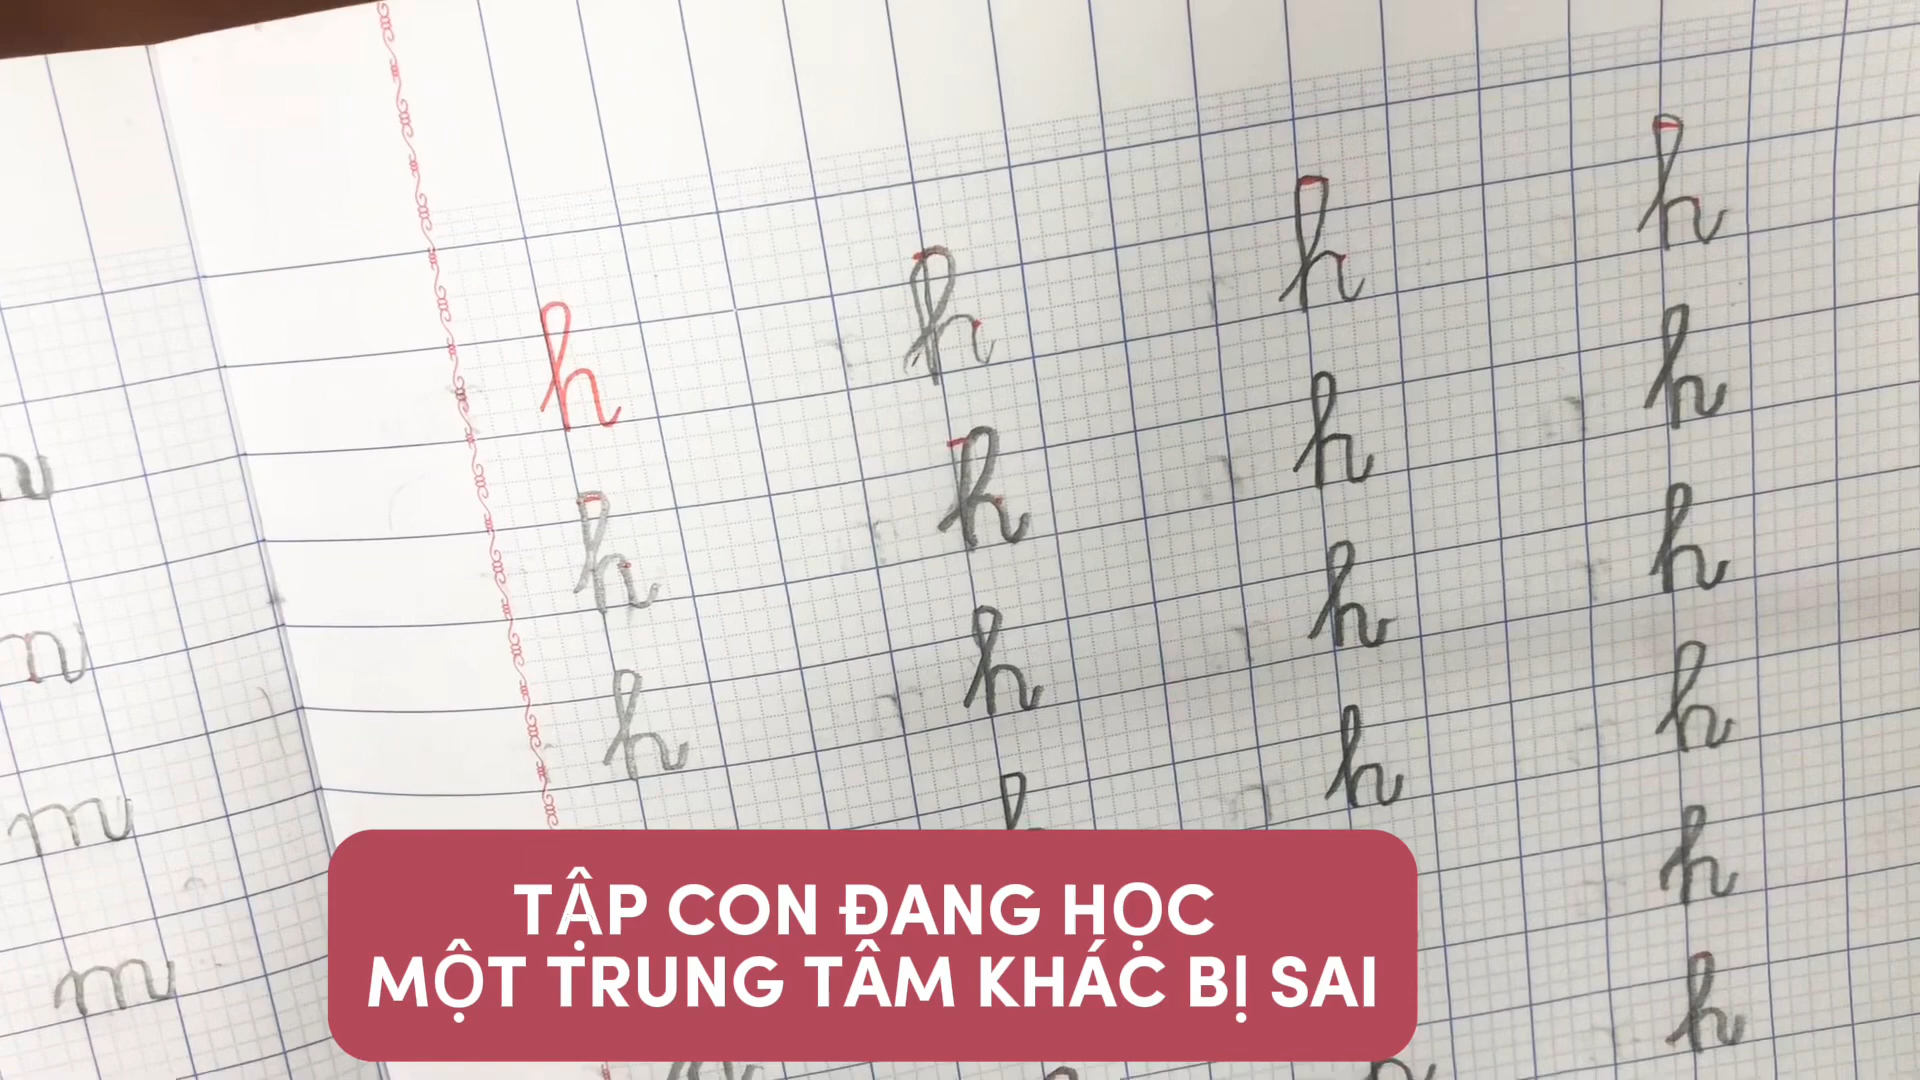 h h h h
h h h h
h h h h
h h h h
h
h
m
m
TẬP CON ĐANG HỌC
MỘT TRUNG TÂM KHÁC BỊ SAI